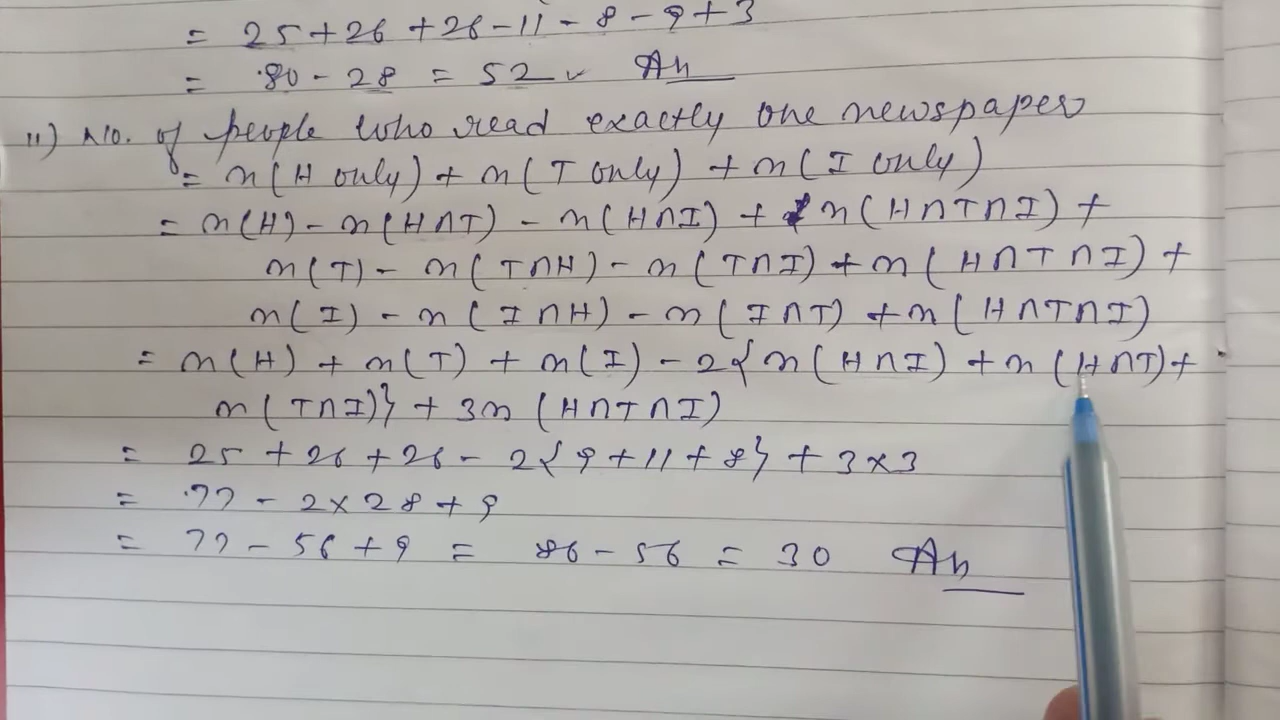 = 25+26+26-11-8-9+3
= 80-28 = 52 Ans
ii) No. of people who read exactly one newspaper
= n(H only) + n(T only) + n(I only)
= n(H) - n(H∩T) - n(H∩I) + n(H∩T∩I) +
n(T) - n(T∩H) - n(T∩I) + n(H∩T∩I) +
n(I) - n(I∩H) - n(I∩T) + n(H∩T∩I)
= n(H) + n(T) + n(I) - 2{n(H∩I) + n(H∩T) +
n(T∩I)} + 3n(H∩T∩I)
= 25 + 26 + 26 - 2{9+11+8} + 3×3
= 77 - 2×28 + 9
= 77 - 56 + 9 = 86 - 56 = 30 Ans